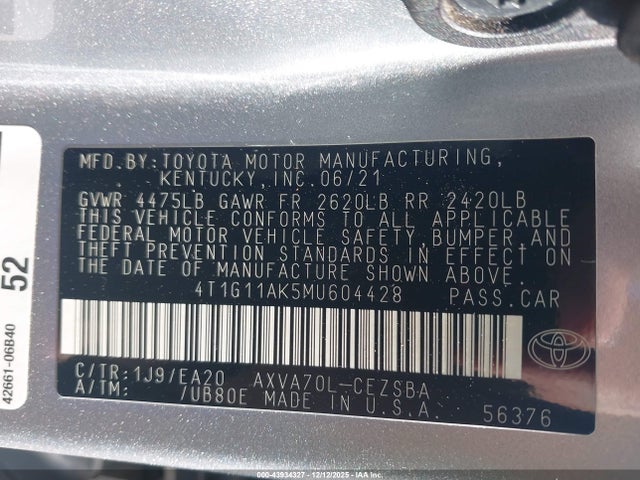 MFD.BY:TOYOTA MOTOR MANUFACTURING,
KENTUCKY,INC.06/21
GVWR 4475LB GAWR FR 2620LB RR 2420LB
THIS VEHICLE CONFORMS TO ALL APPLICABLE
FEDERAL MOTOR VEHICLE SAFETY,BUMPER,AND
THEFT PREVENTION STANDARDS IN EFFECT ON
THE DATE OF MANUFACTURE SHOWN ABOVE.
4T1G11AK5MU604428 PASS.CAR
C/TR:1J9/EA20 AXVA70L-CEZSBA
A/TM: /UB80E MADE IN U.S.A. 56376
52
42661-06B40
000-43934327 - 12/12/2025 - Copyright IAA, LLC